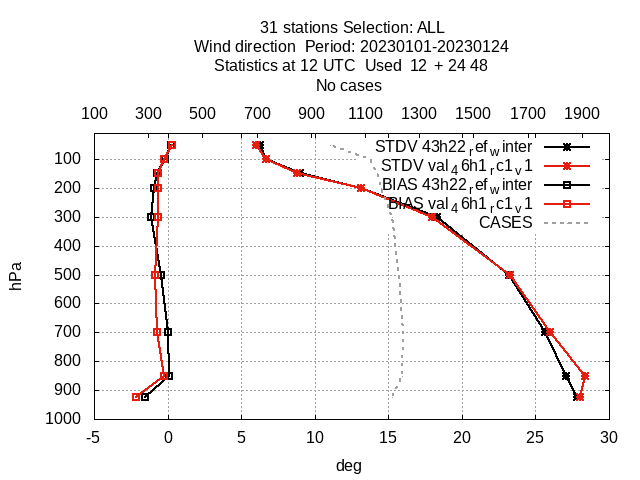 31 stations Selection: ALL
Wind direction  Period: 20230101-20230124
Statistics at 12 UTC  Used  12  + 24 48
No cases
100 300 500 700 900 1100 1300 1500 1700 1900
STDV 43h22_ref_winter
STDV val_46h1_rc1_v1
BIAS 43h22_ref_winter
BIAS val_46h1_rc1_v1
CASES
100
200
300
400
500
600
700
800
900
1000
hPa
-5 0 5 10 15 20 25 30
deg